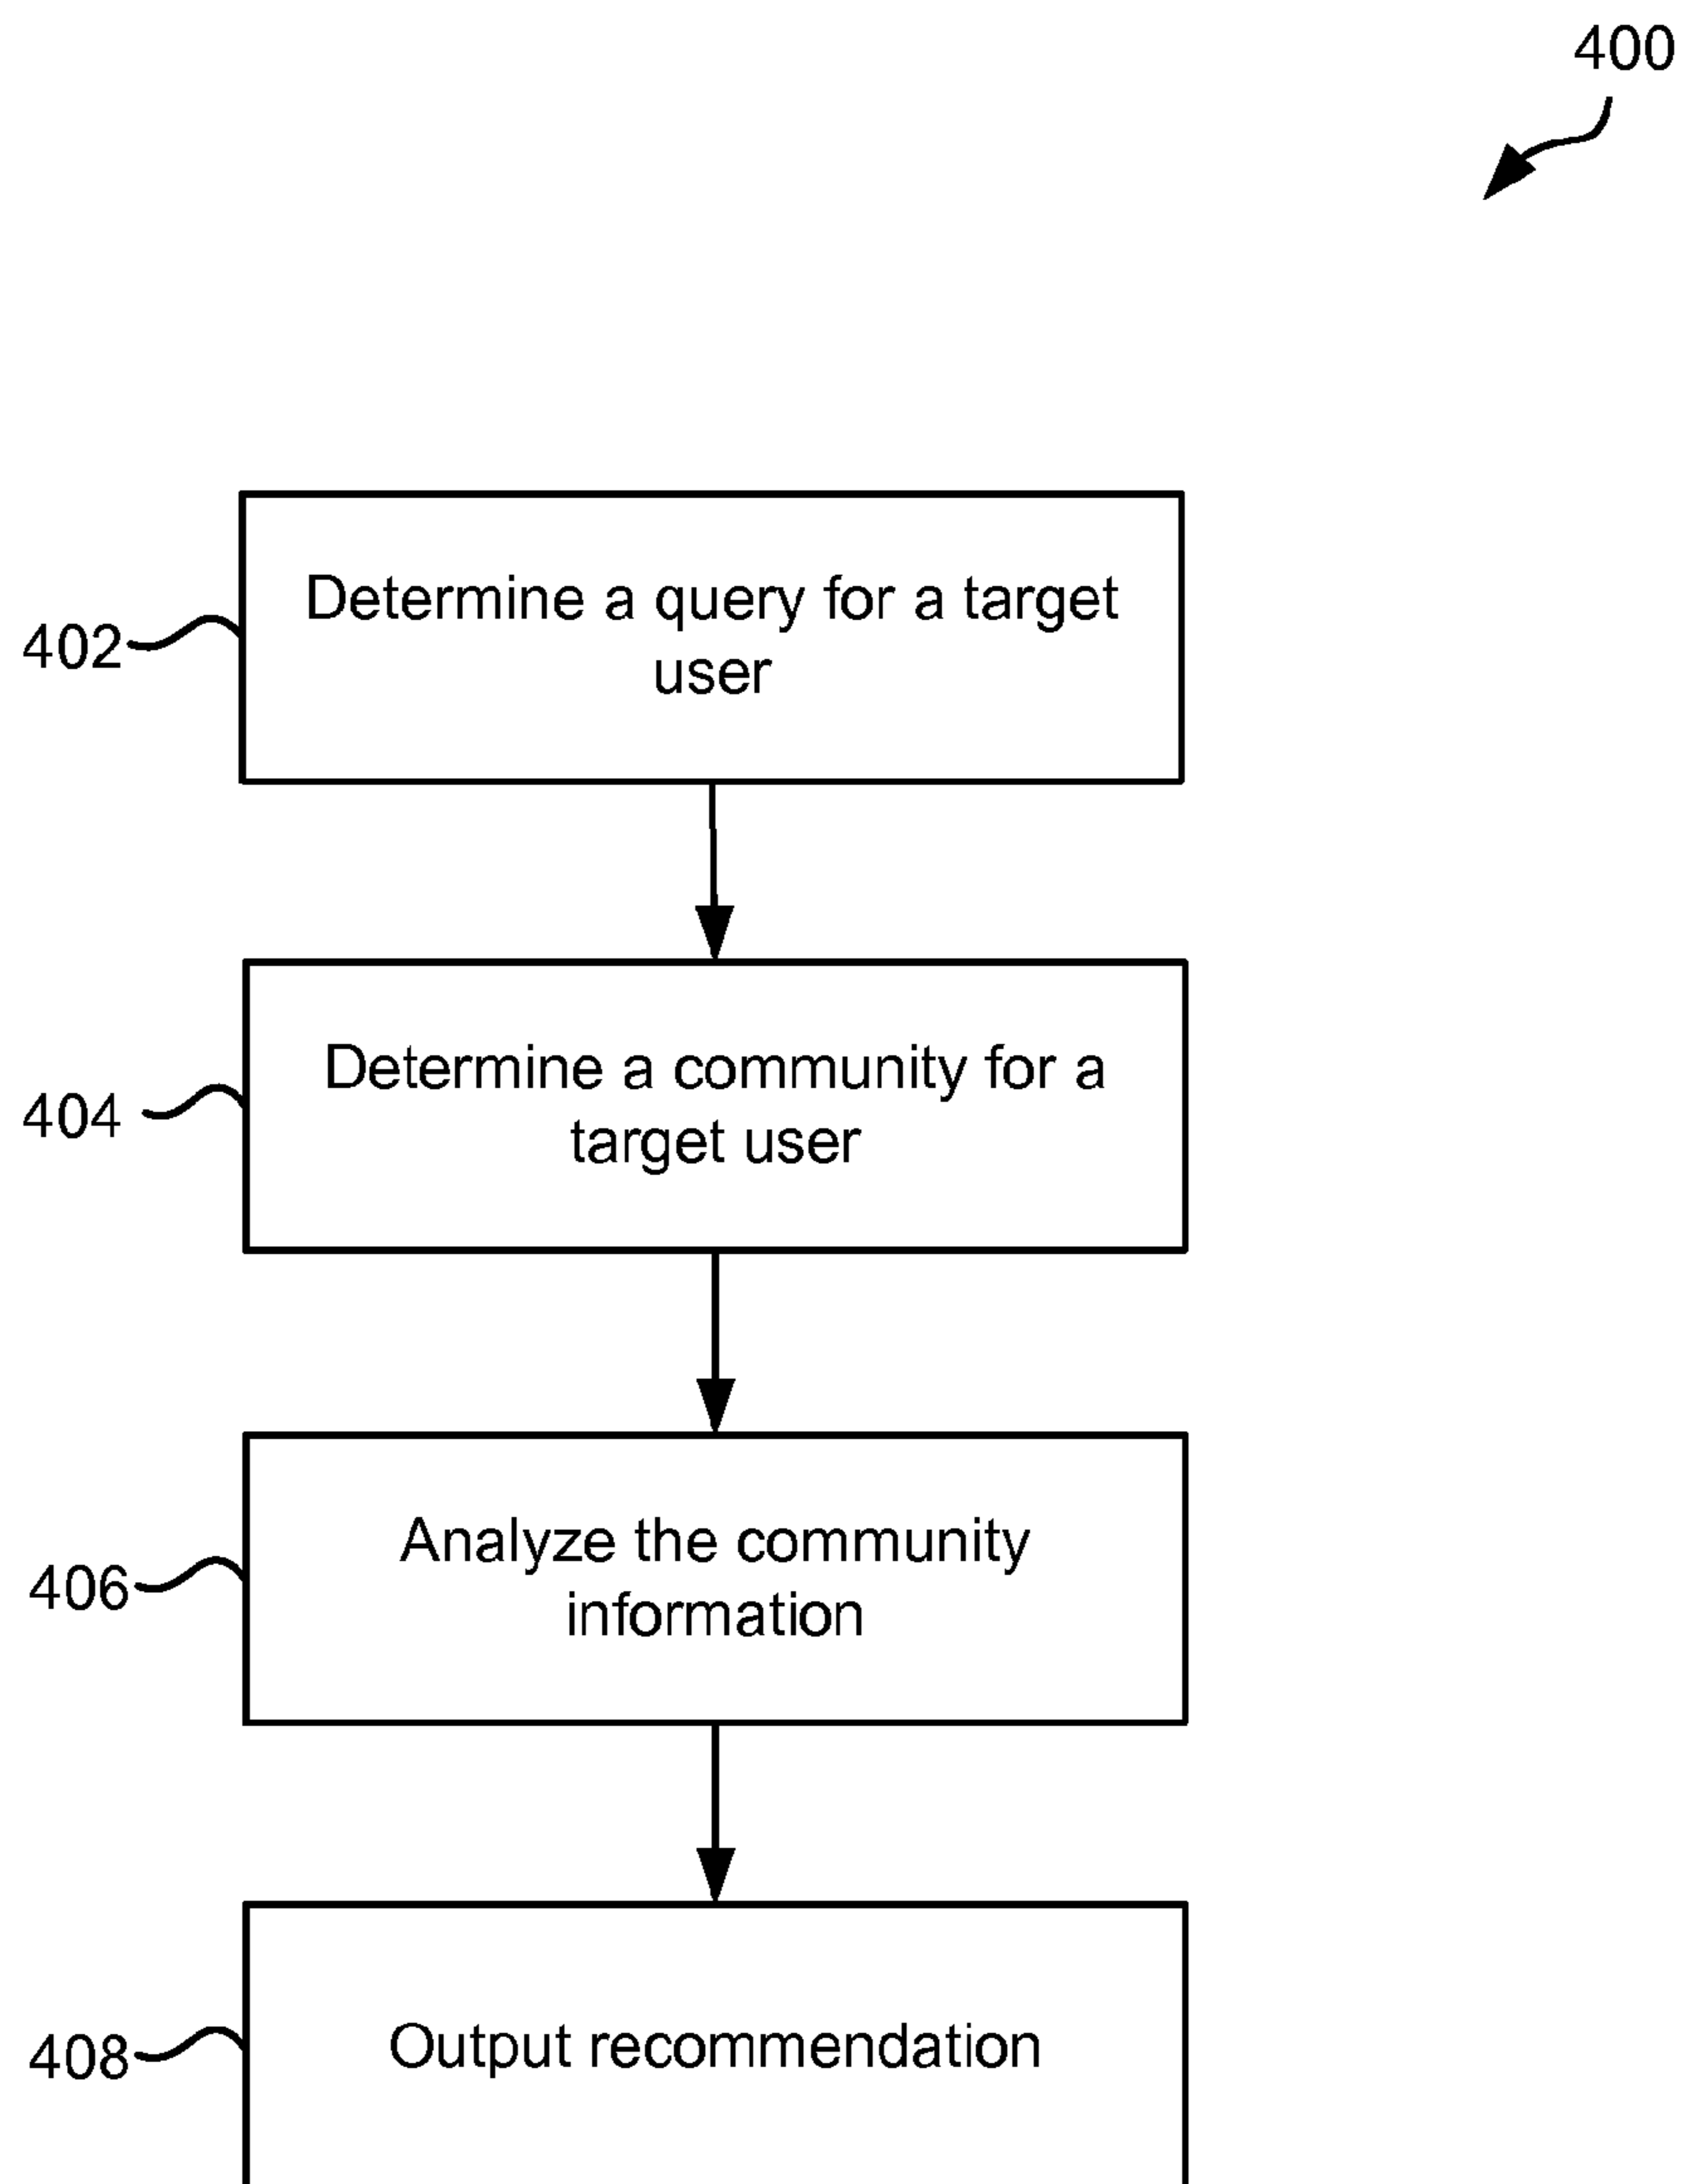 400
402
Determine a query for a target
user
404
Determine a community for a
target user
406
Analyze the community
information
408
Output recommendation